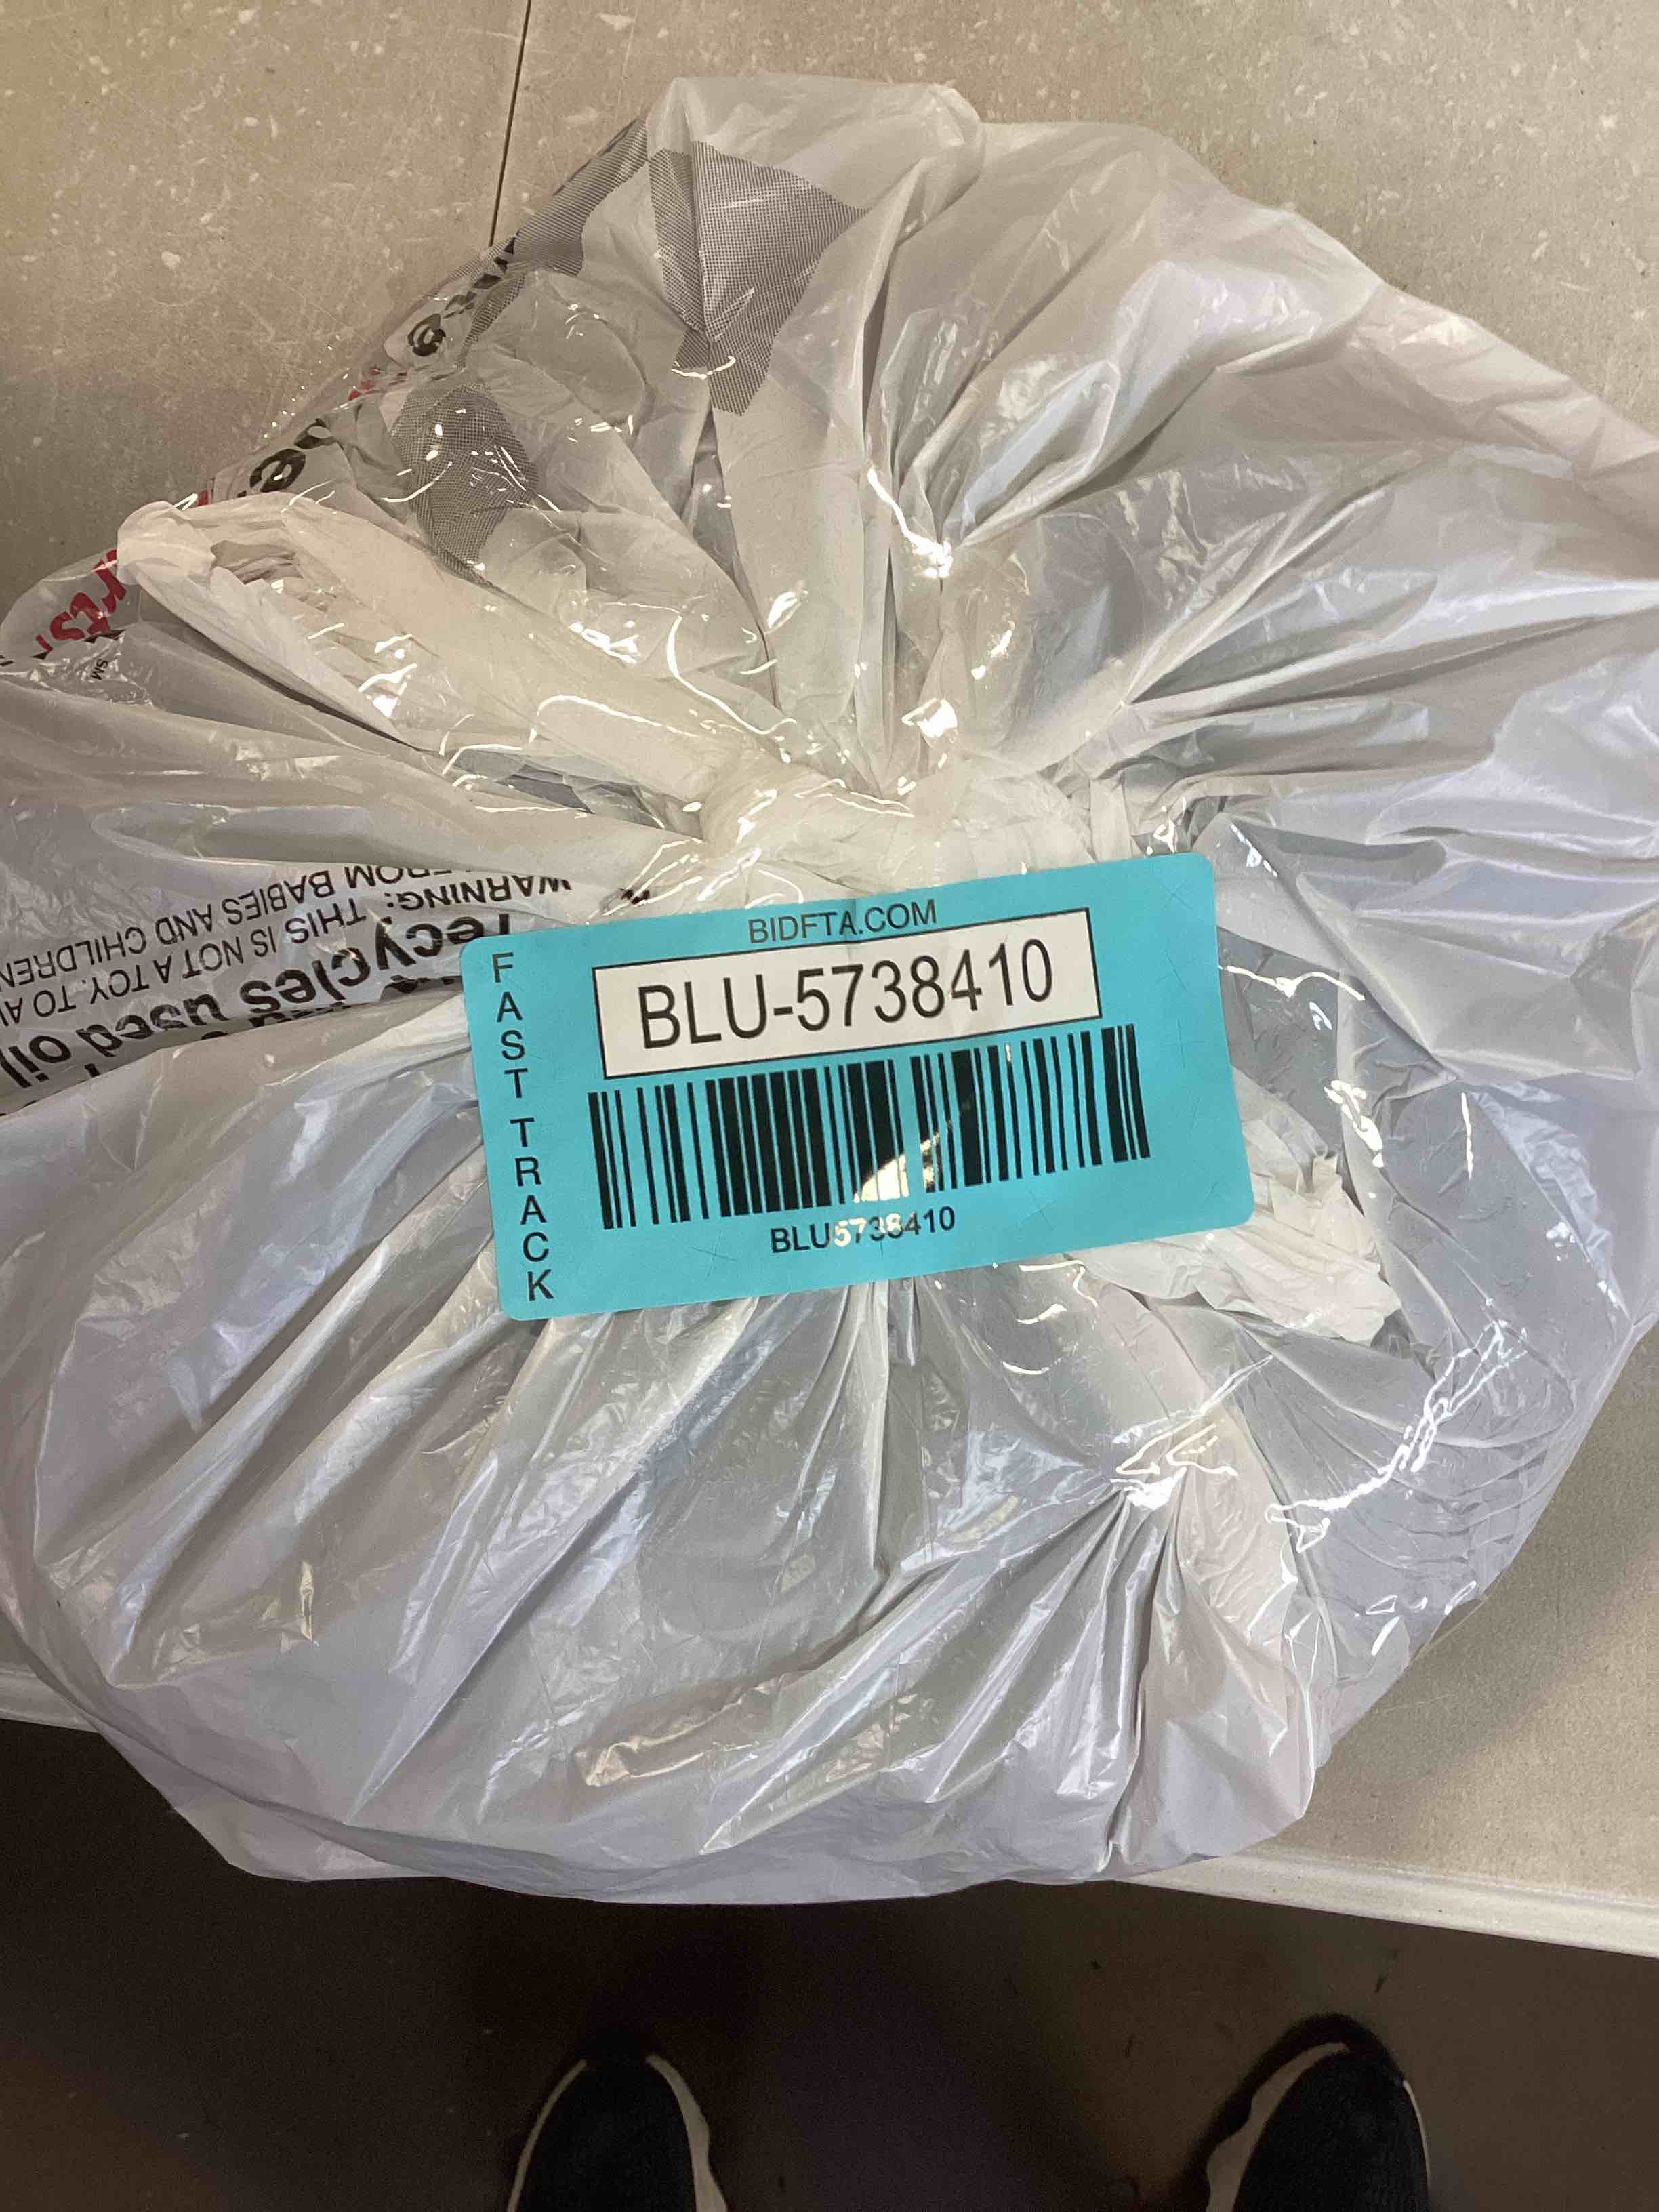 BIDFTA.COM
FAST TRACK
BLU-5738410
BLU5738410
recycles used oil
WARNING: THIS IS NOT A TOY. TO
FROM BABIES AND CHILDREN
SM